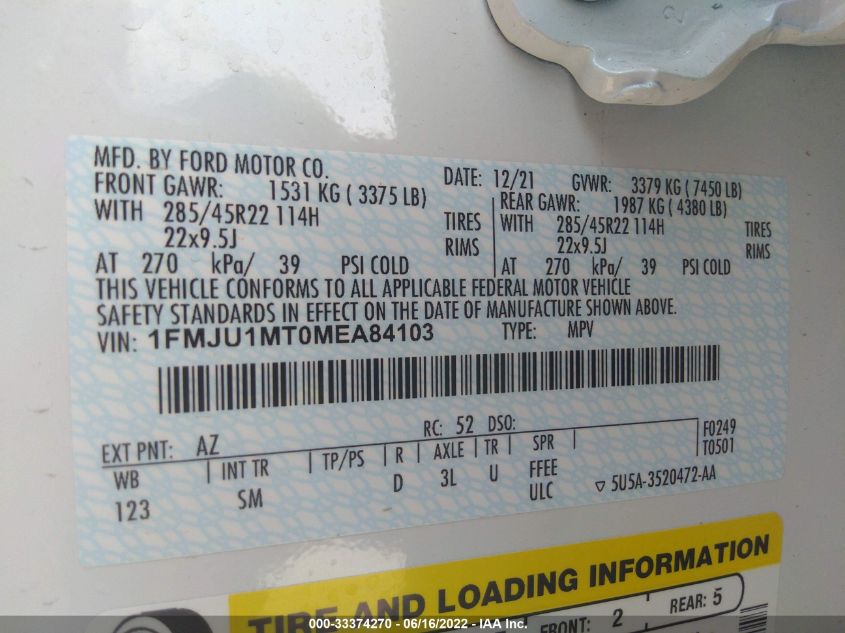 MFD. BY FORD MOTOR CO.
DATE: 12/21 GVWR: 3379 KG ( 7450 LB)
FRONT GAWR: 1531 KG ( 3375 LB) REAR GAWR: 1987 KG ( 4380 LB)
WITH 285/45R22 114H TIRES WITH 285/45R22 114H TIRES
22x9.5J RIMS 22x9.5J RIMS
AT 270 kPa/ 39 PSI COLD AT 270 kPa/ 39 PSI COLD
THIS VEHICLE CONFORMS TO ALL APPLICABLE FEDERAL MOTOR VEHICLE
SAFETY STANDARDS IN EFFECT ON THE DATE OF MANUFACTURE SHOWN ABOVE.
VIN: 1FMJU1MT0MEA84103 TYPE: MPV
EXT PNT: AZ RC: 52 DSO: F0249
WB INT TR TP/PS R AXLE TR SPR T0501
123 SM D 3L U FFEE
ULC ▽ 5U5A-3520472-AA
TIRE AND LOADING INFORMATION
FRONT: 2 REAR: 5
000-33374270 - 06/16/2022 - IAA Inc.